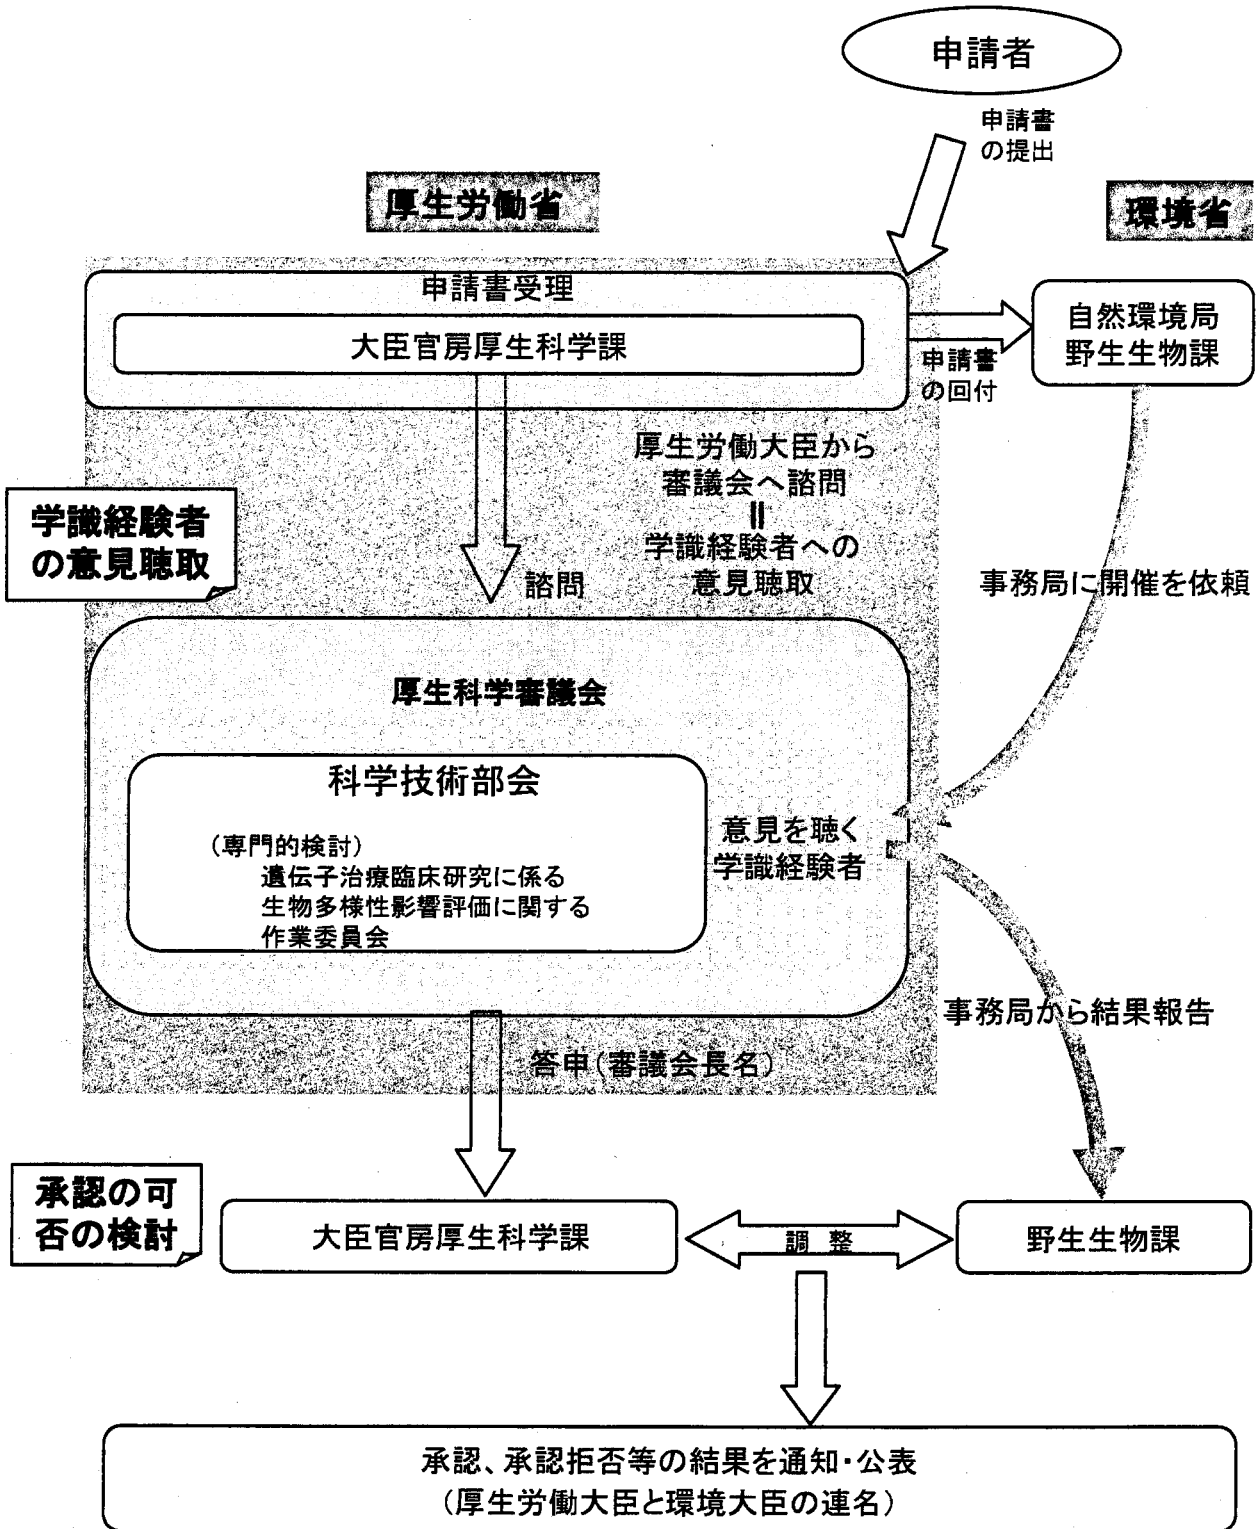 申請者
申請書
の提出
厚生労働省
環境省
申請書受理
大臣官房厚生科学課
自然環境局
野生生物課
申請書
の回付
厚生労働大臣から
審議会へ諮問
||
学識経験者への
意見聴取
学識経験者
の意見聴取
諮問
事務局に開催を依頼
厚生科学審議会
科学技術部会
(専門的検討)
遺伝子治療臨床研究に係る
生物多様性影響評価に関する
作業委員会
意見を聴く
学識経験者
事務局から結果報告
答申(審議会長名)
承認の可
否の検討
大臣官房厚生科学課
調 整
野生生物課
承認、承認拒否等の結果を通知・公表
(厚生労働大臣と環境大臣の連名)